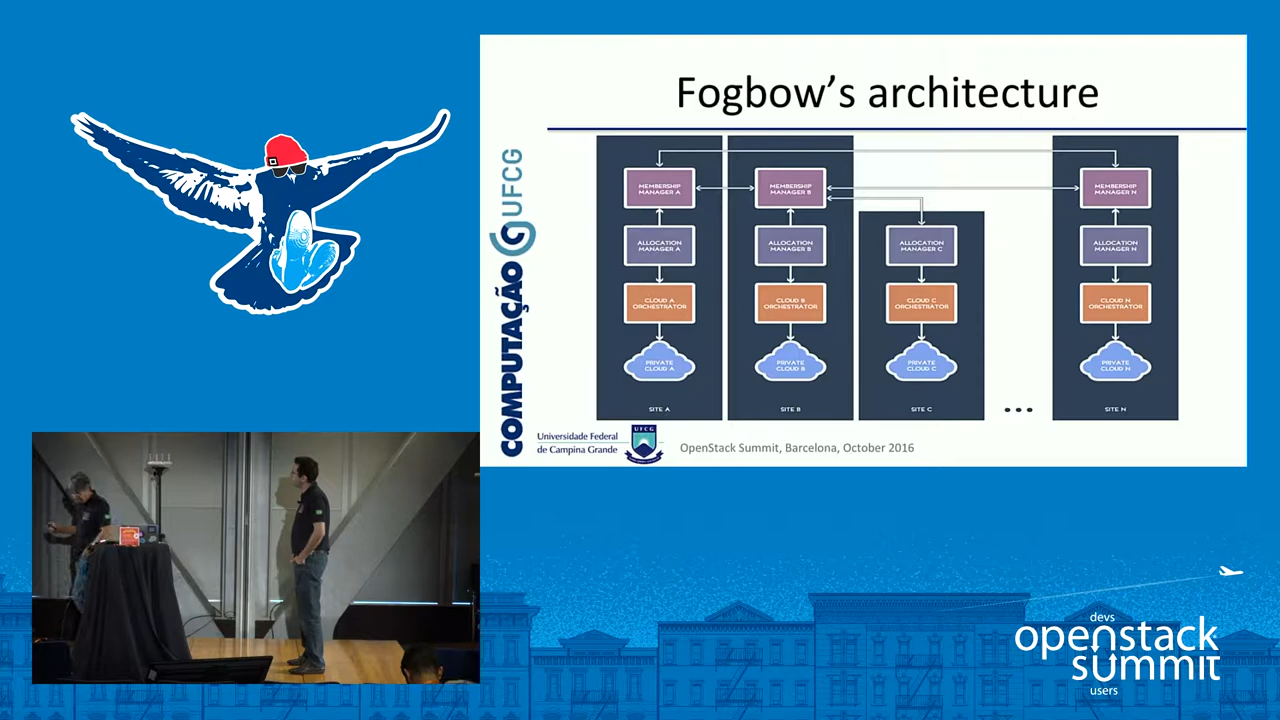 Fogbow's architecture
COMPUTAÇÃO UFCG
MEMBERSHIP
MANAGER A
MEMBERSHIP
MANAGER B
MEMBERSHIP
MANAGER N
ALLOCATION
MANAGER A
ALLOCATION
MANAGER B
ALLOCATION
MANAGER C
ALLOCATION
MANAGER N
CLOUD A
ORCHESTRATOR
CLOUD B
ORCHESTRATOR
CLOUD C
ORCHESTRATOR
CLOUD N
ORCHESTRATOR
PRIVATE
CLOUD A
PRIVATE
CLOUD B
PRIVATE
CLOUD C
PRIVATE
CLOUD N
SITE A
SITE B
SITE C
...
SITE N
Universidade Federal
de Campina Grande
UFCG
OpenStack Summit, Barcelona, October 2016
devs
openstack
summit
users